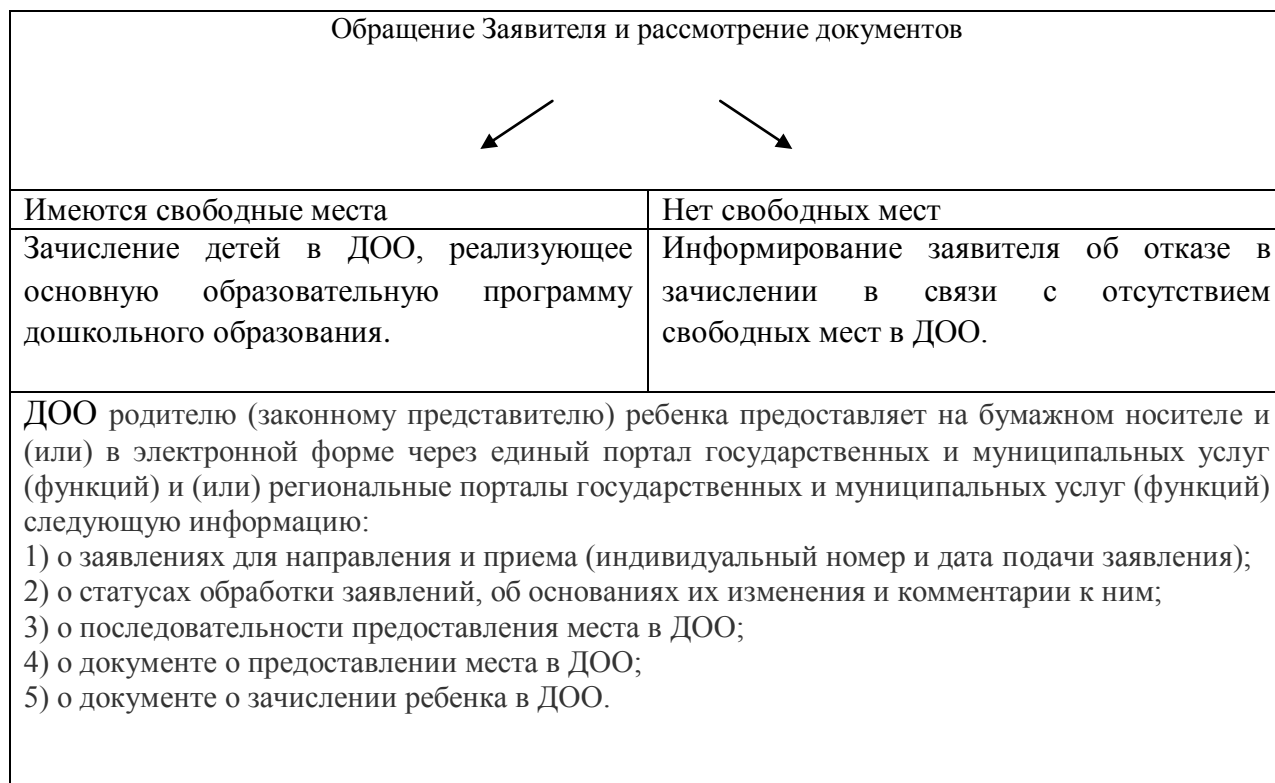 Обращение Заявителя и рассмотрение документов
Имеются свободные места
Нет свободных мест
Зачисление детей в ДОО, реализующее
основную образовательную программу
дошкольного образования.
Информирование заявителя об отказе в
зачислении в связи с отсутствием
свободных мест в ДОО.
ДОО родителю (законному представителю) ребенка предоставляет на бумажном носителе и
(или) в электронной форме через единый портал государственных и муниципальных услуг
(функций) и (или) региональные порталы государственных и муниципальных услуг (функций)
следующую информацию:
1) о заявлениях для направления и приема (индивидуальный номер и дата подачи заявления);
2) о статусах обработки заявлений, об основаниях их изменения и комментарии к ним;
3) о последовательности предоставления места в ДОО;
4) о документе о предоставлении места в ДОО;
5) о документе о зачислении ребенка в ДОО.